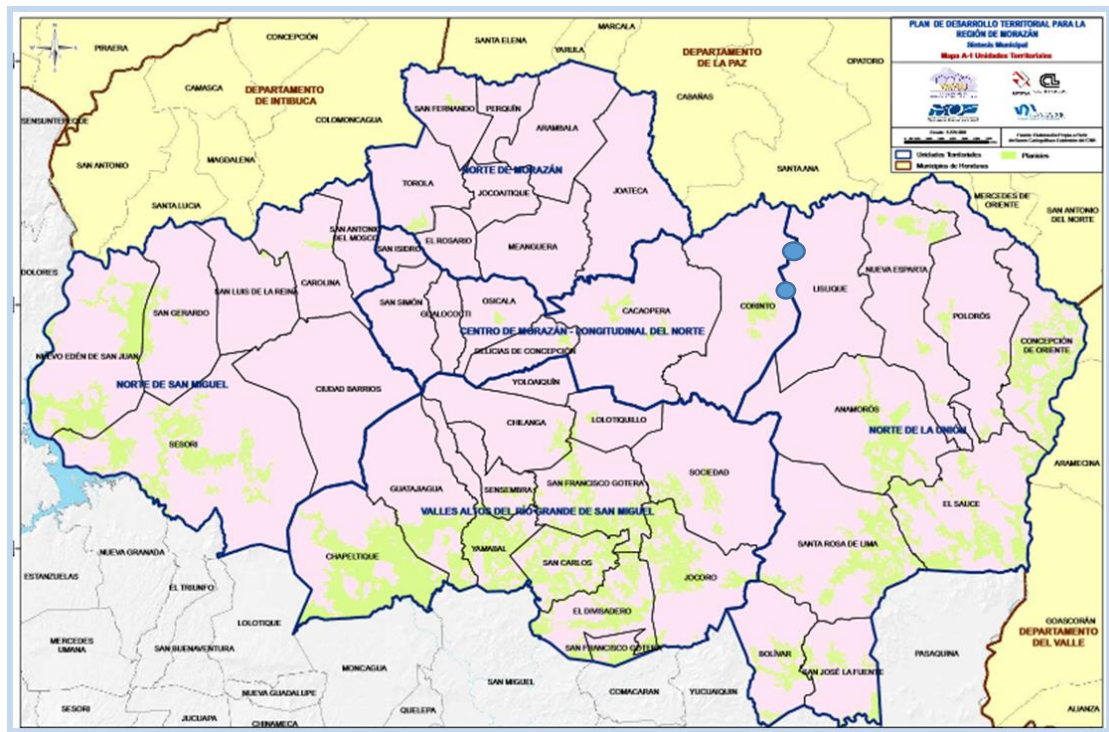 PLAN DE DESARROLLO TERRITORIAL PARA LA
REGIÓN DE MORAZÁN
Síntesis Municipal
Mapa A-1 Unidades Territoriales
Unidades Territoriales
Planicies
Municipios de Honduras
PIRAERA
CONCEPCIÓN
SANTA ELENA
MARCALA
YARULA
DEPARTAMENTO
DE LA PAZ
OPATORO
CAMASCA
DEPARTAMENTO
DE INTIBUCA
COLOMONCAGUA
CABAÑAS
SENSUNTEPEQUE
SAN ANTONIO
MAGDALENA
SANTA LUCIA
SANTA ANA
MERCEDES DE
ORIENTE
SAN ANTONIO
DEL NORTE
SAN FERNANDO
PERQUÍN
ARAMBALA
NORTE DE MORAZÁN
TOROLA
JOCOAITIQUE
JOATECA
SAN ANTONIO
DEL MOSCO
SAN ISIDRO
EL ROSARIO
MEANGUERA
DOLORES
SAN LUIS DE LA REINA
CAROLINA
SAN GERARDO
SAN SIMÓN
GUALOCOCTI
OSICALA
CACAOPERA
CORINTO
LISLIQUE
NUEVA ESPARTA
POLORÓS
CONCEPCIÓN
DE ORIENTE
CENTRO DE MORAZÁN - LONGITUDINAL DEL NORTE
DELICIAS DE CONCEPCIÓN
NUEVO EDÉN DE SAN JUAN
NORTE DE SAN MIGUEL
CIUDAD BARRIOS
YOLOAIQUÍN
CHILANGA
LOLOTIQUILLO
ANAMORÓS
NORTE DE LA UNIÓN
SESORI
ARAMECINA
GUATAJIAGUA
SENSEMBRA
SAN FRANCISCO GOTERA
SOCIEDAD
VALLES ALTOS DEL RÍO GRANDE DE SAN MIGUEL
EL SAUCE
CHAPELTIQUE
YAMABAL
SAN CARLOS
JOCORO
SANTA ROSA DE LIMA
NUEVA GRANADA
ESTANZUELAS
EL TRIUNFO
EL DIVISADERO
LOLOTIQUE
GOASCORÁN
DEPARTAMENTO
DEL VALLE
MERCEDES
UMANA
SAN BUENAVENTURA
SAN FRANCISCO GOTERA
BOLÍVAR
SAN JOSÉ LA FUENTE
PASAQUINA
MONCAGUA
SAN MIGUEL
COMACARAN
YUCUAIQUIN
NUEVA GUADALUPE
SESORI
JUCUAPA
CHINAMECA
QUELEPA
ALIANZA